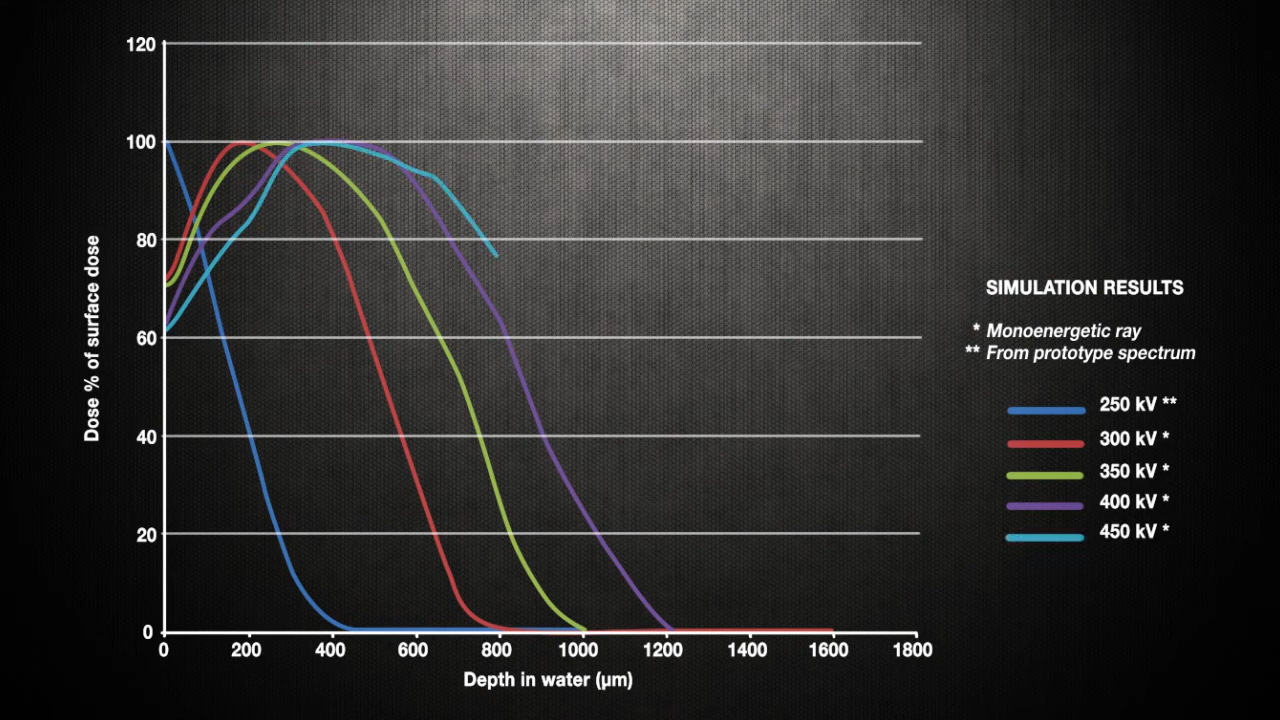 120
100
80
60
40
20
0
Dose % of surface dose
0 200 400 600 800 1000 1200 1400 1600 1800
Depth in water (µm)
SIMULATION RESULTS
* Monoenergetic ray
** From prototype spectrum
250 kV **
300 kV *
350 kV *
400 kV *
450 kV *